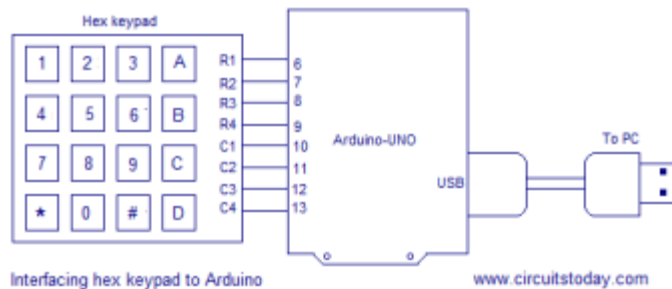 Hex keypad
1 2 3 A
4 5 6 B
7 8 9 C
* 0 # D
R1 6
R2 7
R3 8
R4 9
C1 10
C2 11
C3 12
C4 13
Arduino-UNO
USB
To PC
Interfacing hex keypad to Arduino
www.circuitstoday.com